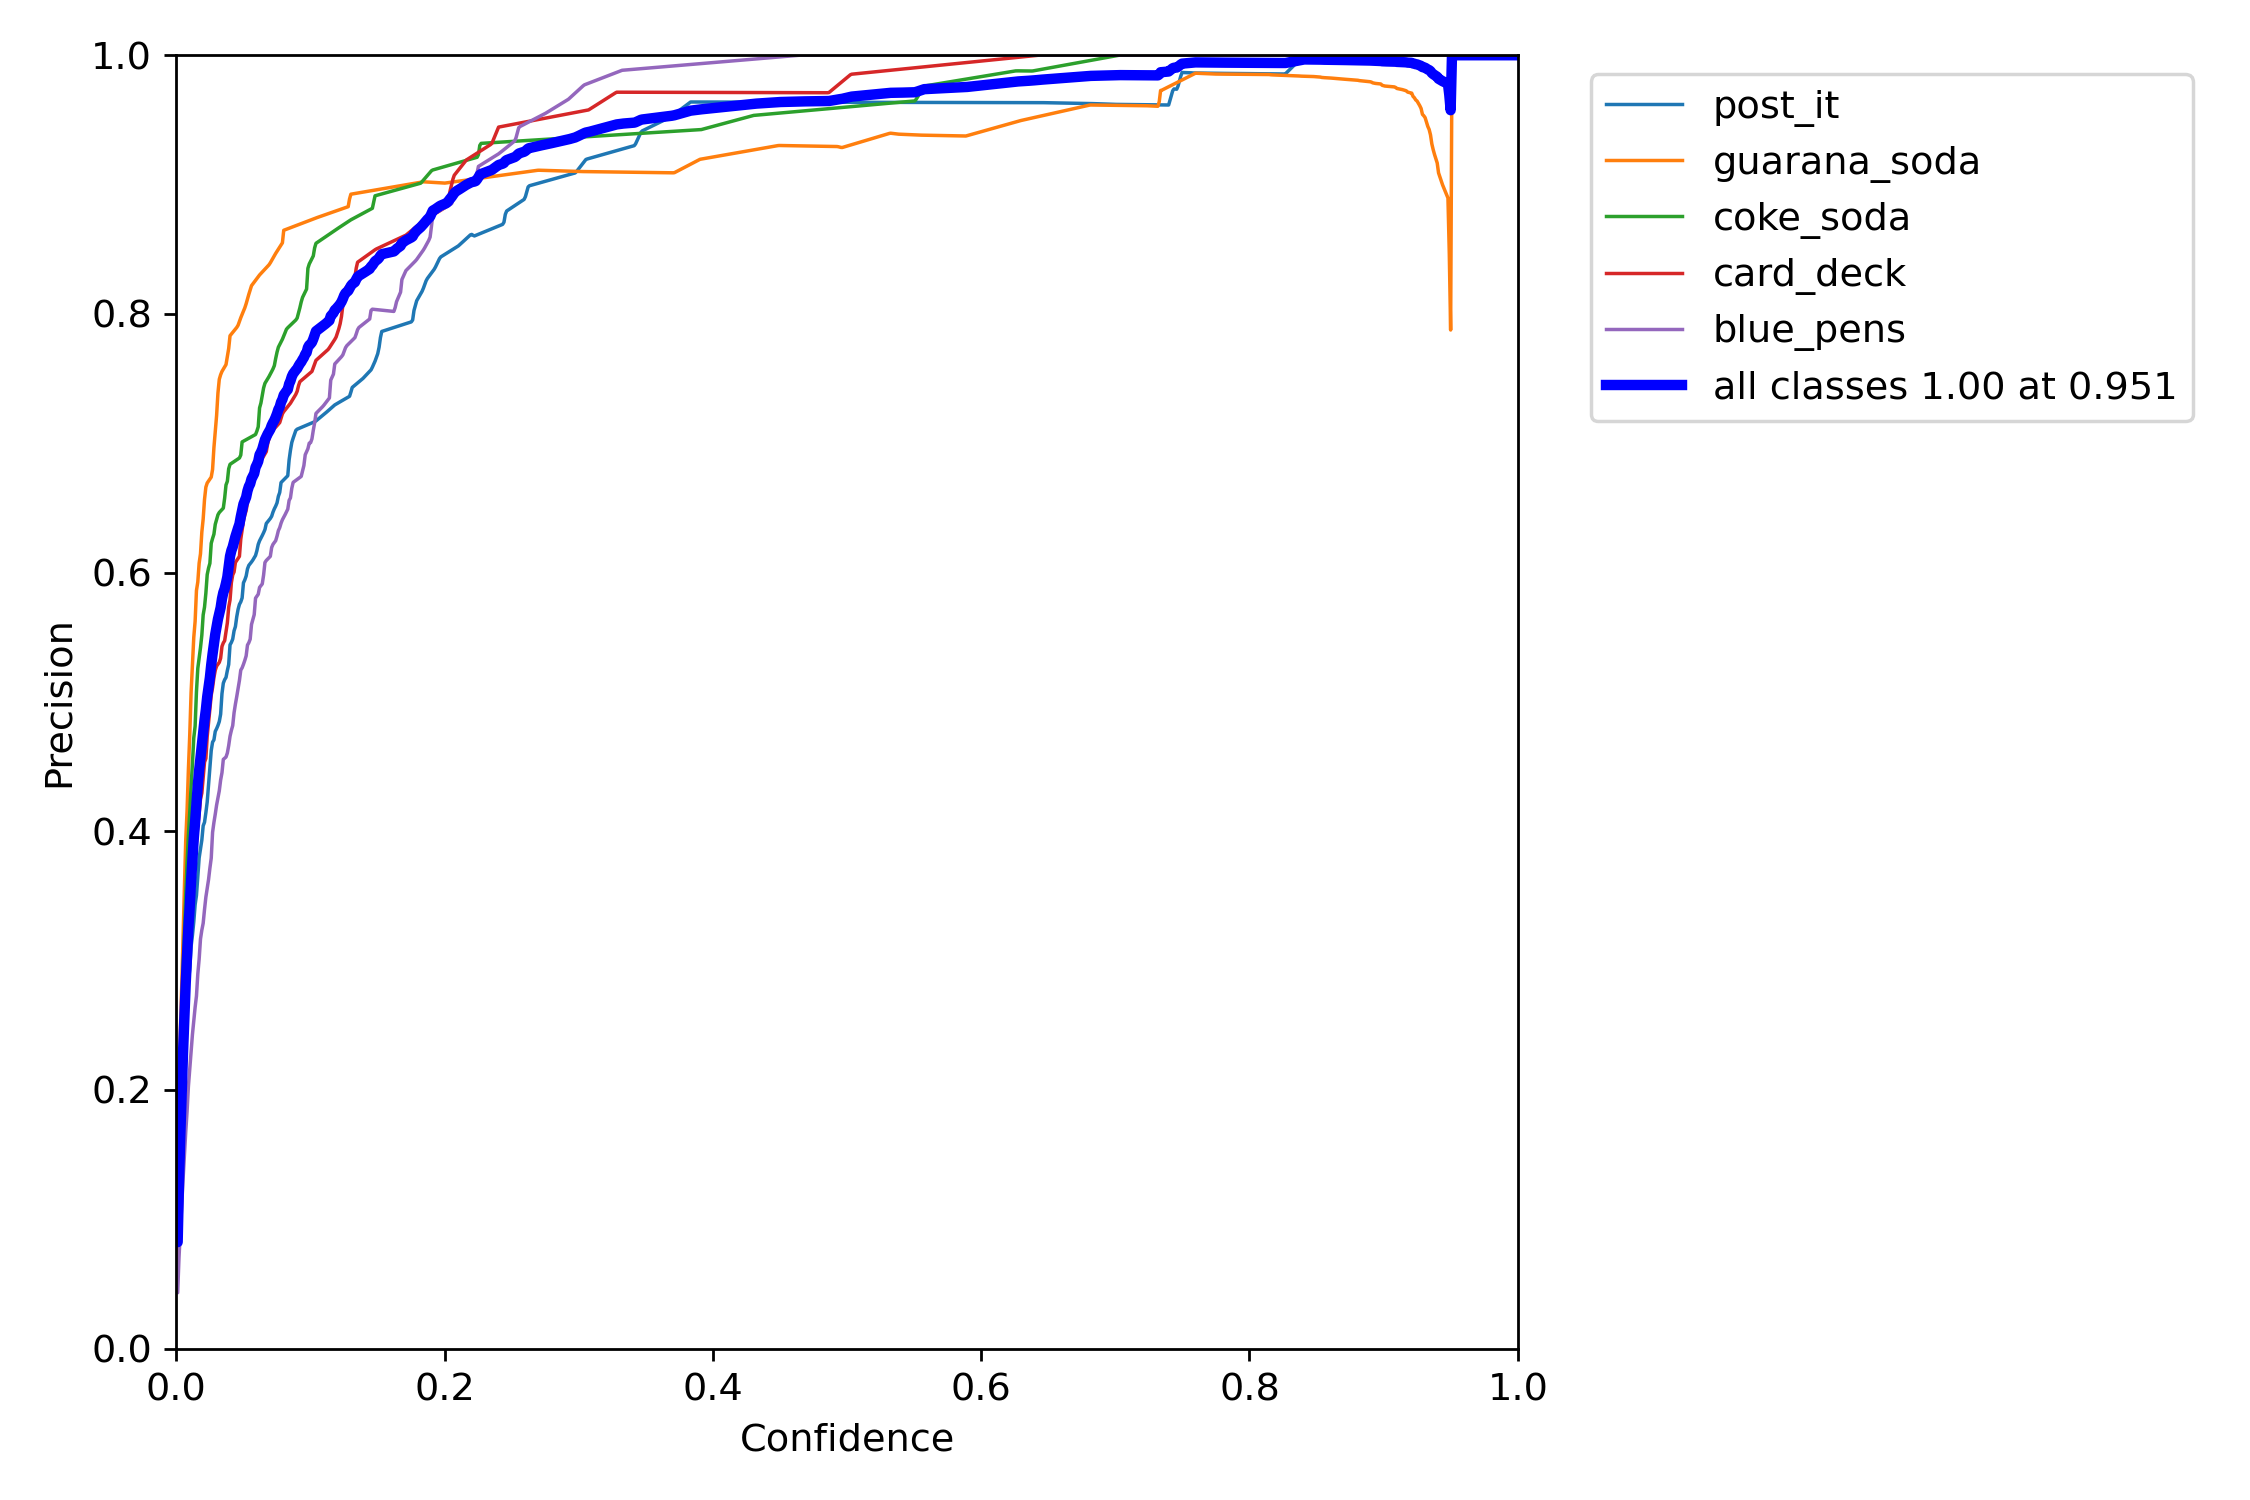 1.0
0.8
0.6
0.4
0.2
0.0
Precision
0.0 0.2 0.4 0.6 0.8 1.0
Confidence
post_it
guarana_soda
coke_soda
card_deck
blue_pens
all classes 1.00 at 0.951